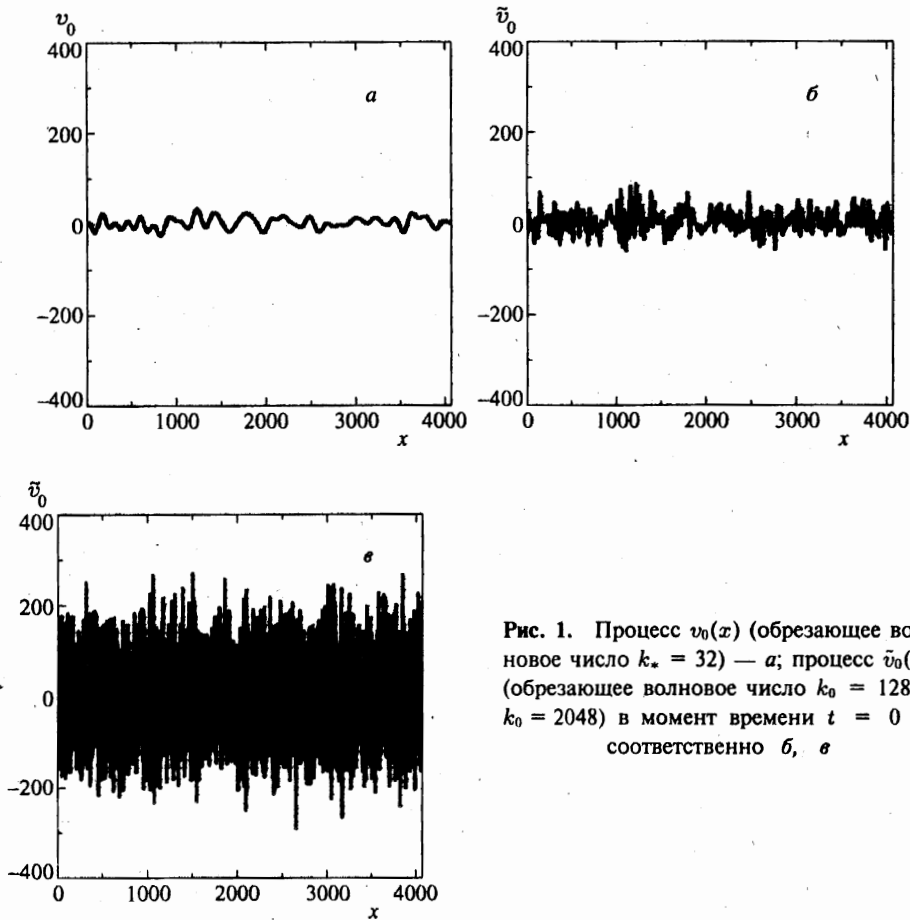 v₀
400
200
0
−200
−400
0
1000
2000
3000
4000
x
а
ṽ₀
400
200
0
−200
−400
0
1000
2000
3000
4000
x
б
ṽ₀
400
200
0
−200
−400
0
1000
2000
3000
4000
x
в
Рис. 1. Процесс v₀(x) (обрезающее во
новое число k* = 32) — а; процесс ṽ₀(
(обрезающее волновое число k₀ = 128
k₀ = 2048) в момент времени t = 0
соответственно б, в